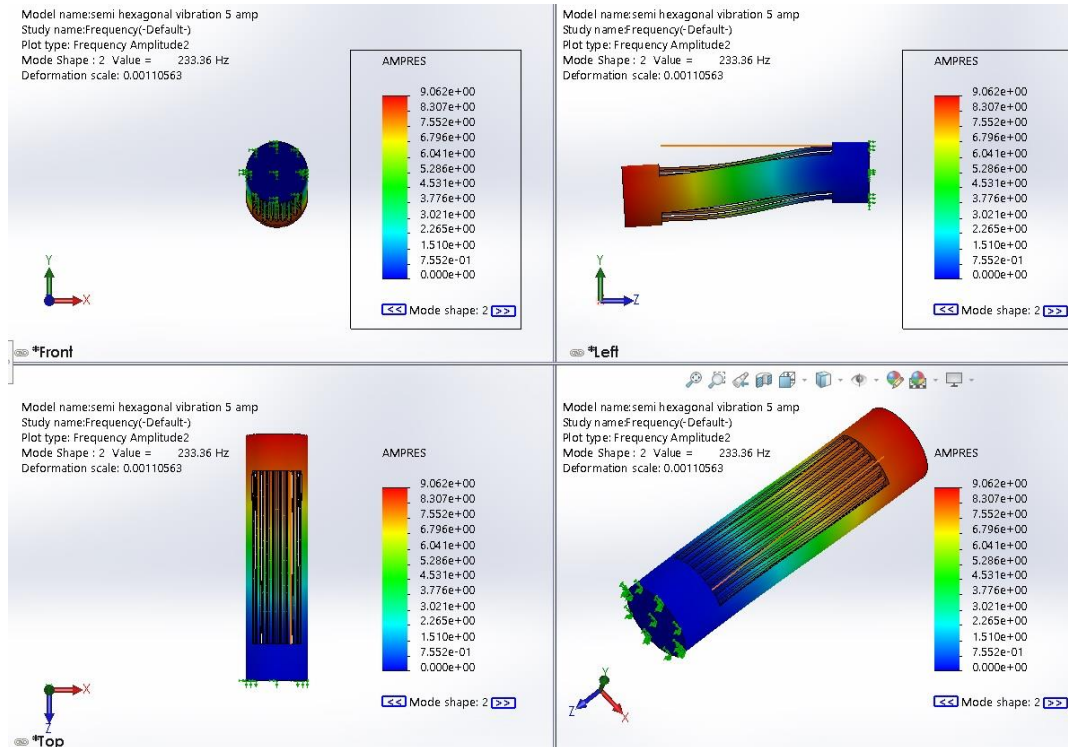 Model name:semi hexagonal vibration 5 amp
Study name:Frequency(-Default-)
Plot type: Frequency Amplitude2
Mode Shape : 2 Value = 233.36 Hz
Deformation scale: 0.00110563
AMPRES
9.062e+00
8.307e+00
7.552e+00
6.796e+00
6.041e+00
5.286e+00
4.531e+00
3.776e+00
3.021e+00
2.265e+00
1.510e+00
7.552e-01
0.000e+00
<< Mode shape: 2 >>
Y
X
*Front
Model name:semi hexagonal vibration 5 amp
Study name:Frequency(-Default-)
Plot type: Frequency Amplitude2
Mode Shape : 2 Value = 233.36 Hz
Deformation scale: 0.00110563
AMPRES
9.062e+00
8.307e+00
7.552e+00
6.796e+00
6.041e+00
5.286e+00
4.531e+00
3.776e+00
3.021e+00
2.265e+00
1.510e+00
7.552e-01
0.000e+00
<< Mode shape: 2 >>
Y
Z
*Left
Model name:semi hexagonal vibration 5 amp
Study name:Frequency(-Default-)
Plot type: Frequency Amplitude2
Mode Shape : 2 Value = 233.36 Hz
Deformation scale: 0.00110563
AMPRES
9.062e+00
8.307e+00
7.552e+00
6.796e+00
6.041e+00
5.286e+00
4.531e+00
3.776e+00
3.021e+00
2.265e+00
1.510e+00
7.552e-01
0.000e+00
<< Mode shape: 2 >>
X
Z
*Top
Model name:semi hexagonal vibration 5 amp
Study name:Frequency(-Default-)
Plot type: Frequency Amplitude2
Mode Shape : 2 Value = 233.36 Hz
Deformation scale: 0.00110563
AMPRES
9.062e+00
8.307e+00
7.552e+00
6.796e+00
6.041e+00
5.286e+00
4.531e+00
3.776e+00
3.021e+00
2.265e+00
1.510e+00
7.552e-01
0.000e+00
<< Mode shape: 2 >>
Y
Z
X